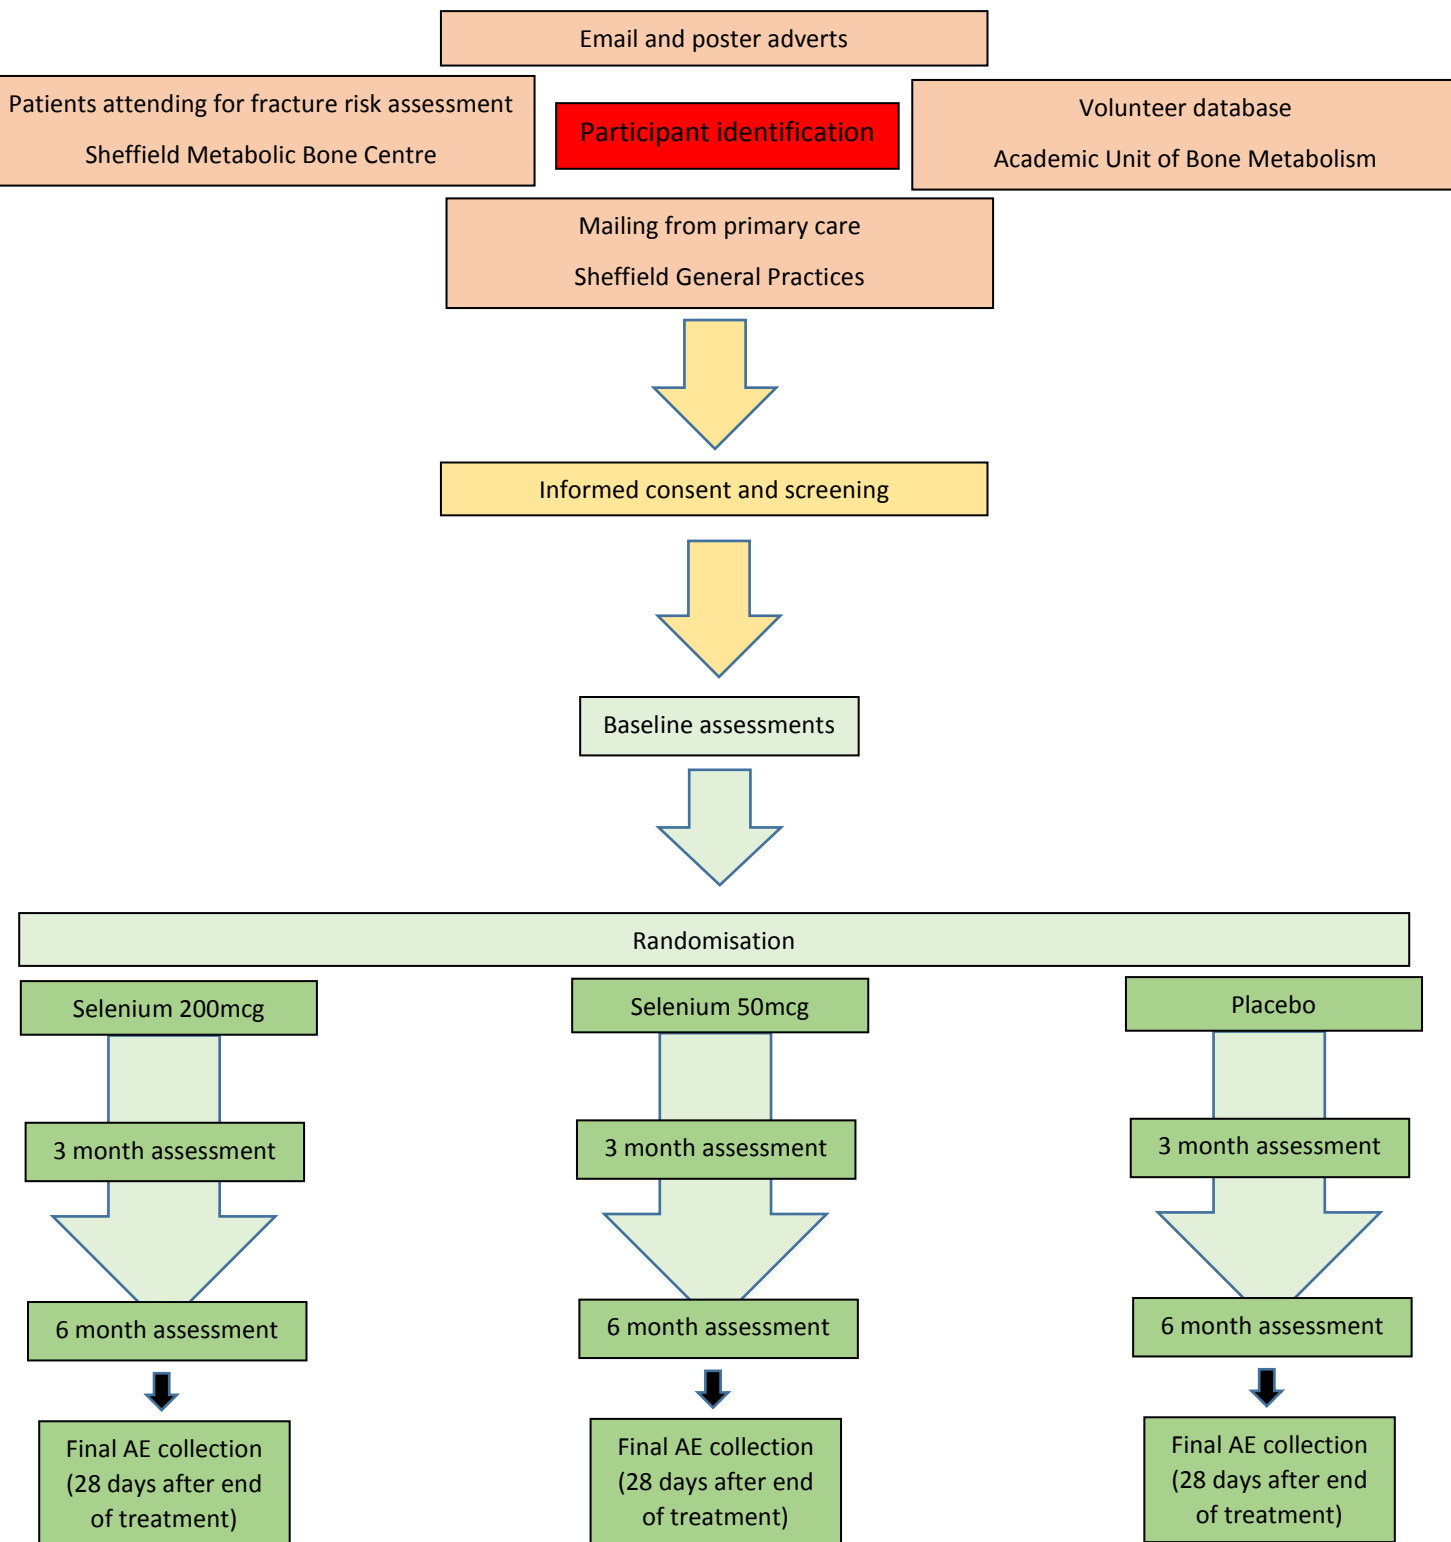 Email and poster adverts
Patients attending for fracture risk assessment
Sheffield Metabolic Bone Centre
Participant identification
Volunteer database
Academic Unit of Bone Metabolism
Mailing from primary care
Sheffield General Practices
Informed consent and screening
Baseline assessments
Randomisation
Selenium 200mcg
Selenium 50mcg
Placebo
3 month assessment
3 month assessment
3 month assessment
6 month assessment
6 month assessment
6 month assessment
Final AE collection
(28 days after end
of treatment)
Final AE collection
(28 days after end
of treatment)
Final AE collection
(28 days after end
of treatment)